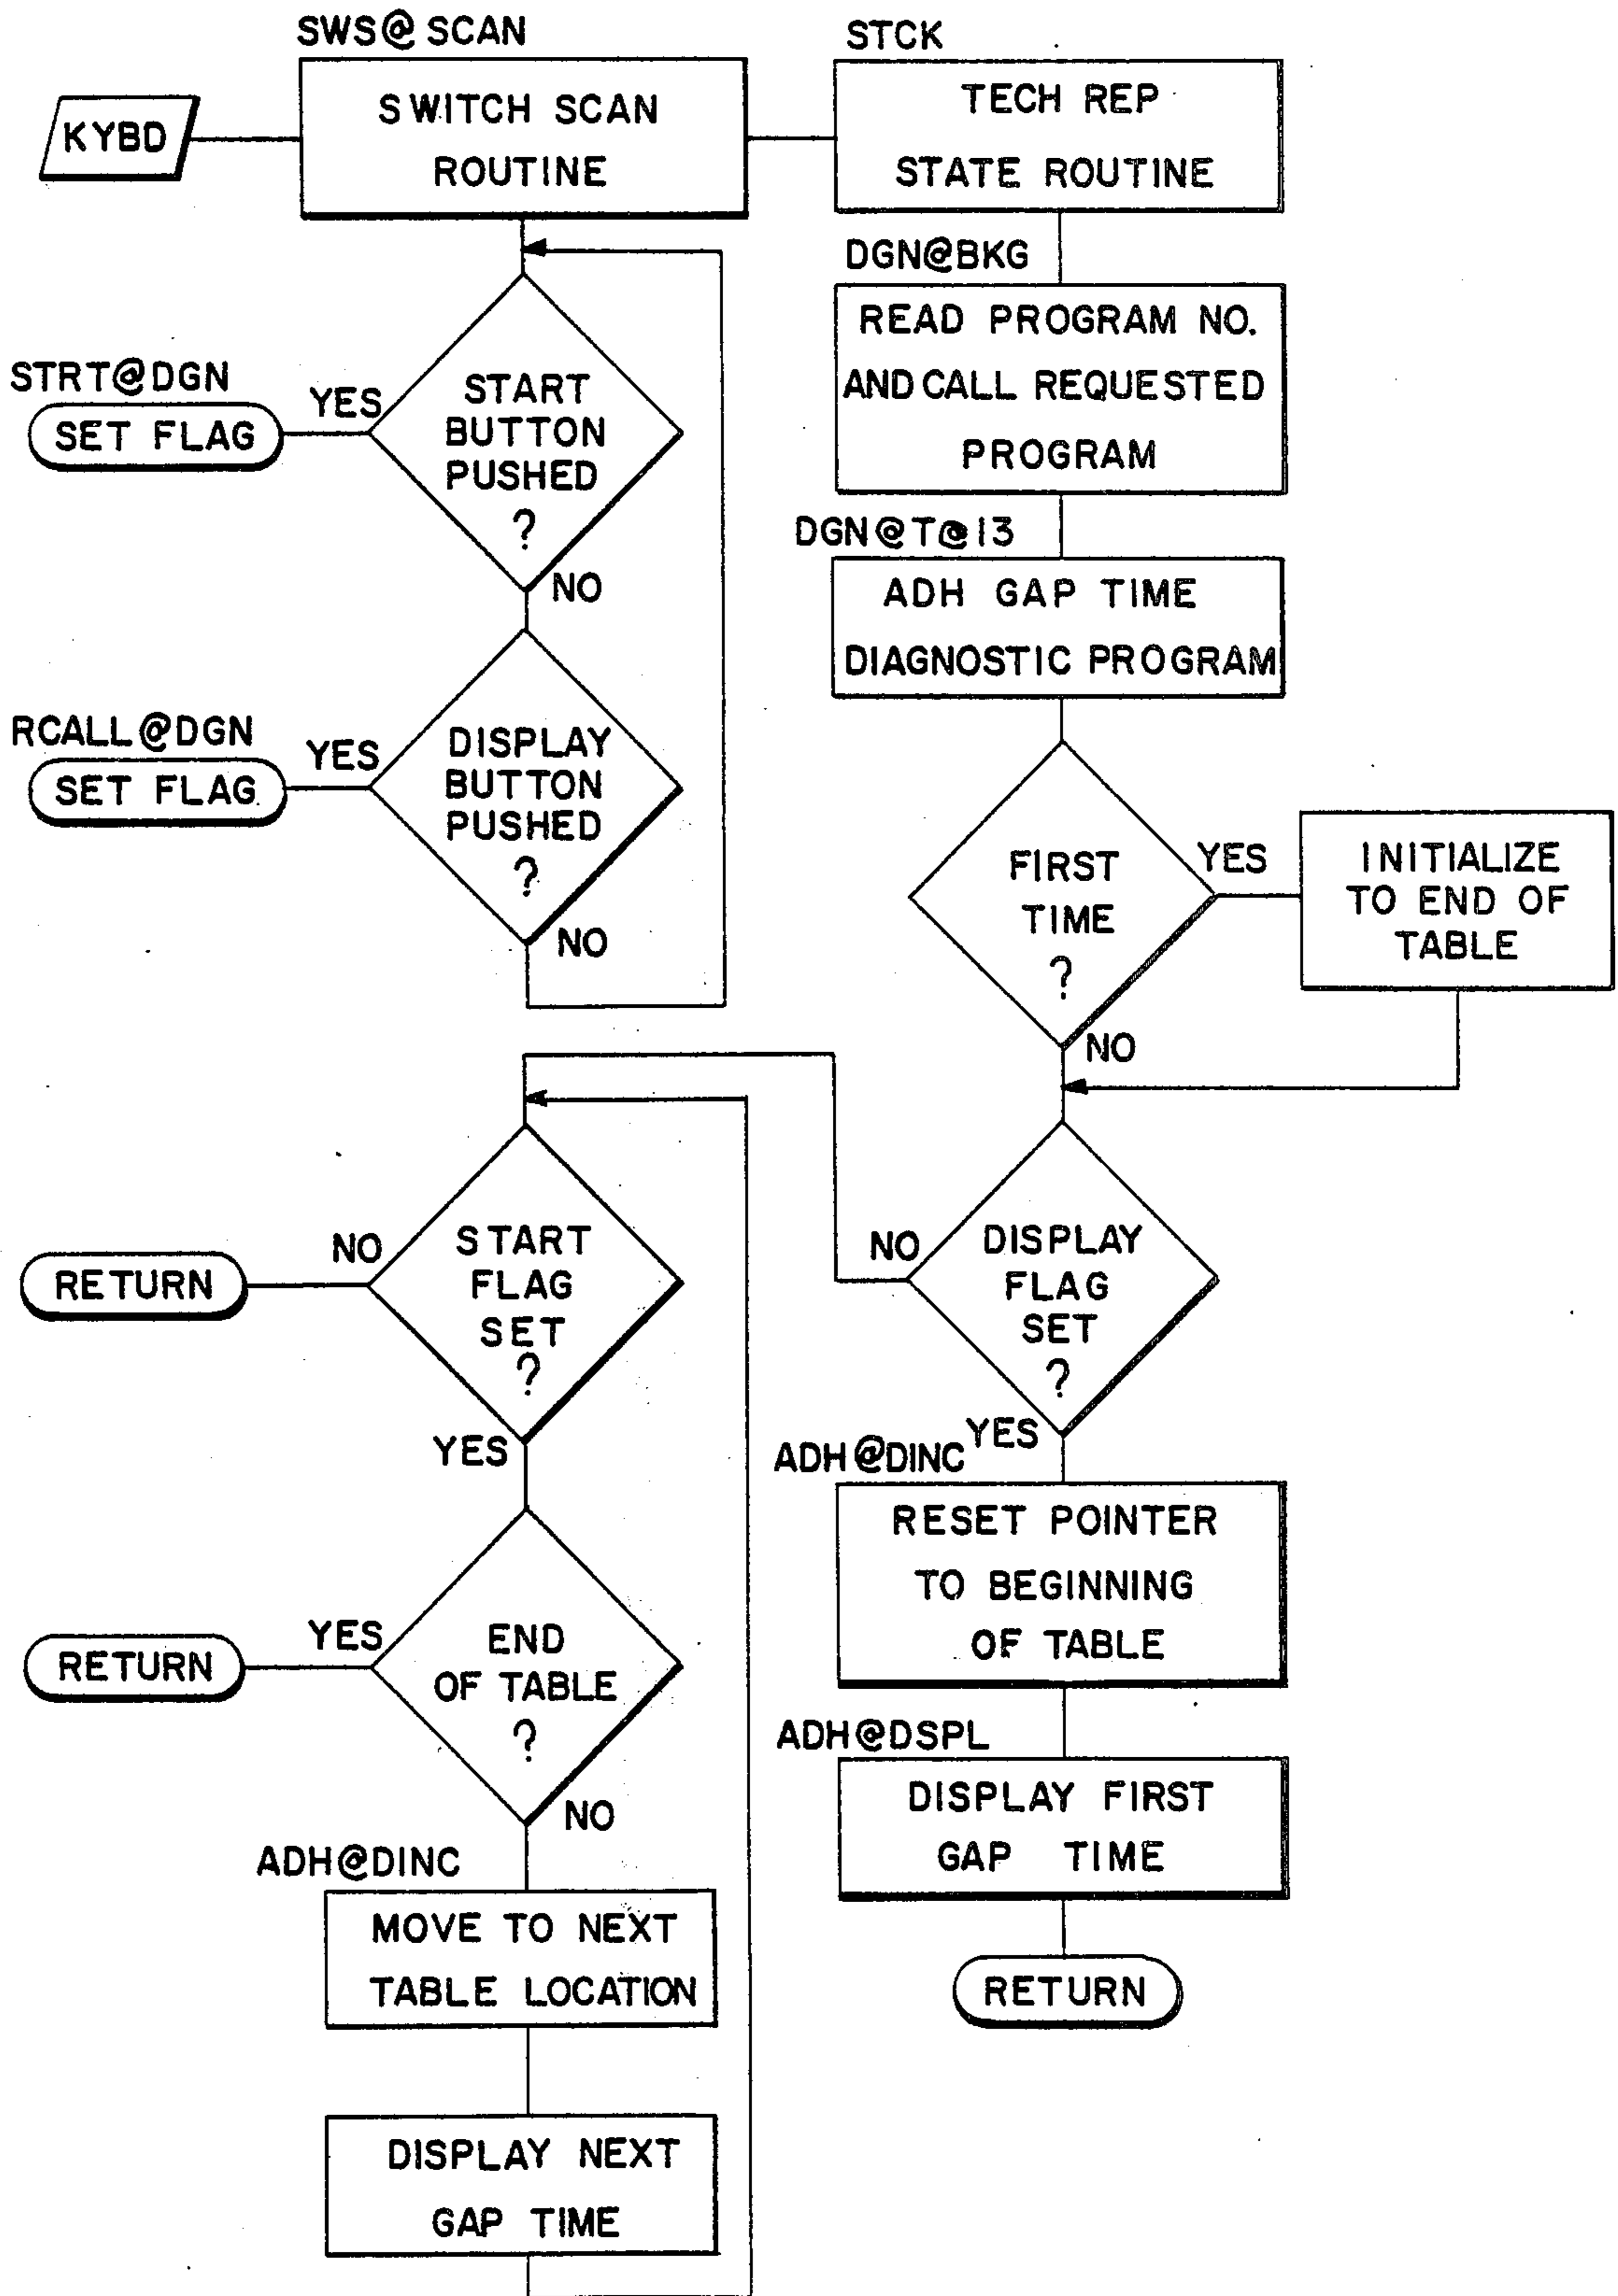 SWS@SCAN
STCK
KYBD
SWITCH SCAN
ROUTINE
TECH REP
STATE ROUTINE
DGN@BKG
READ PROGRAM NO.
AND CALL REQUESTED
PROGRAM
STRT@DGN
SET FLAG
YES
START
BUTTON
PUSHED
?
NO
DGN@T@13
ADH GAP TIME
DIAGNOSTIC PROGRAM
RCALL@DGN
SET FLAG
YES
DISPLAY
BUTTON
PUSHED
?
NO
FIRST
TIME
?
YES
INITIALIZE
TO END OF
TABLE
NO
RETURN
NO
START
FLAG
SET
?
YES
NO
DISPLAY
FLAG
SET
?
YES
ADH@DINC
RESET POINTER
TO BEGINNING
OF TABLE
RETURN
YES
END
OF TABLE
?
NO
ADH@DSPL
DISPLAY FIRST
GAP TIME
RETURN
ADH@DINC
MOVE TO NEXT
TABLE LOCATION
DISPLAY NEXT
GAP TIME